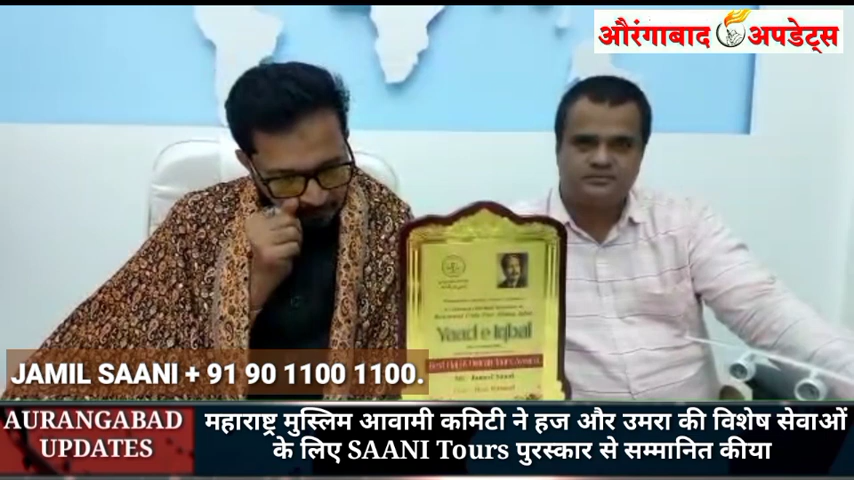 औरंगाबाद अपडेट्स
Yaad e Iqbal
JAMIL SAANI + 91 90 1100 1100.
AURANGABAD
UPDATES
महाराष्ट्र मुस्लिम आवामी कमिटी ने हज और उमरा की विशेष सेवाओं
के लिए SAANI Tours पुरस्कार से सम्मानित कीया